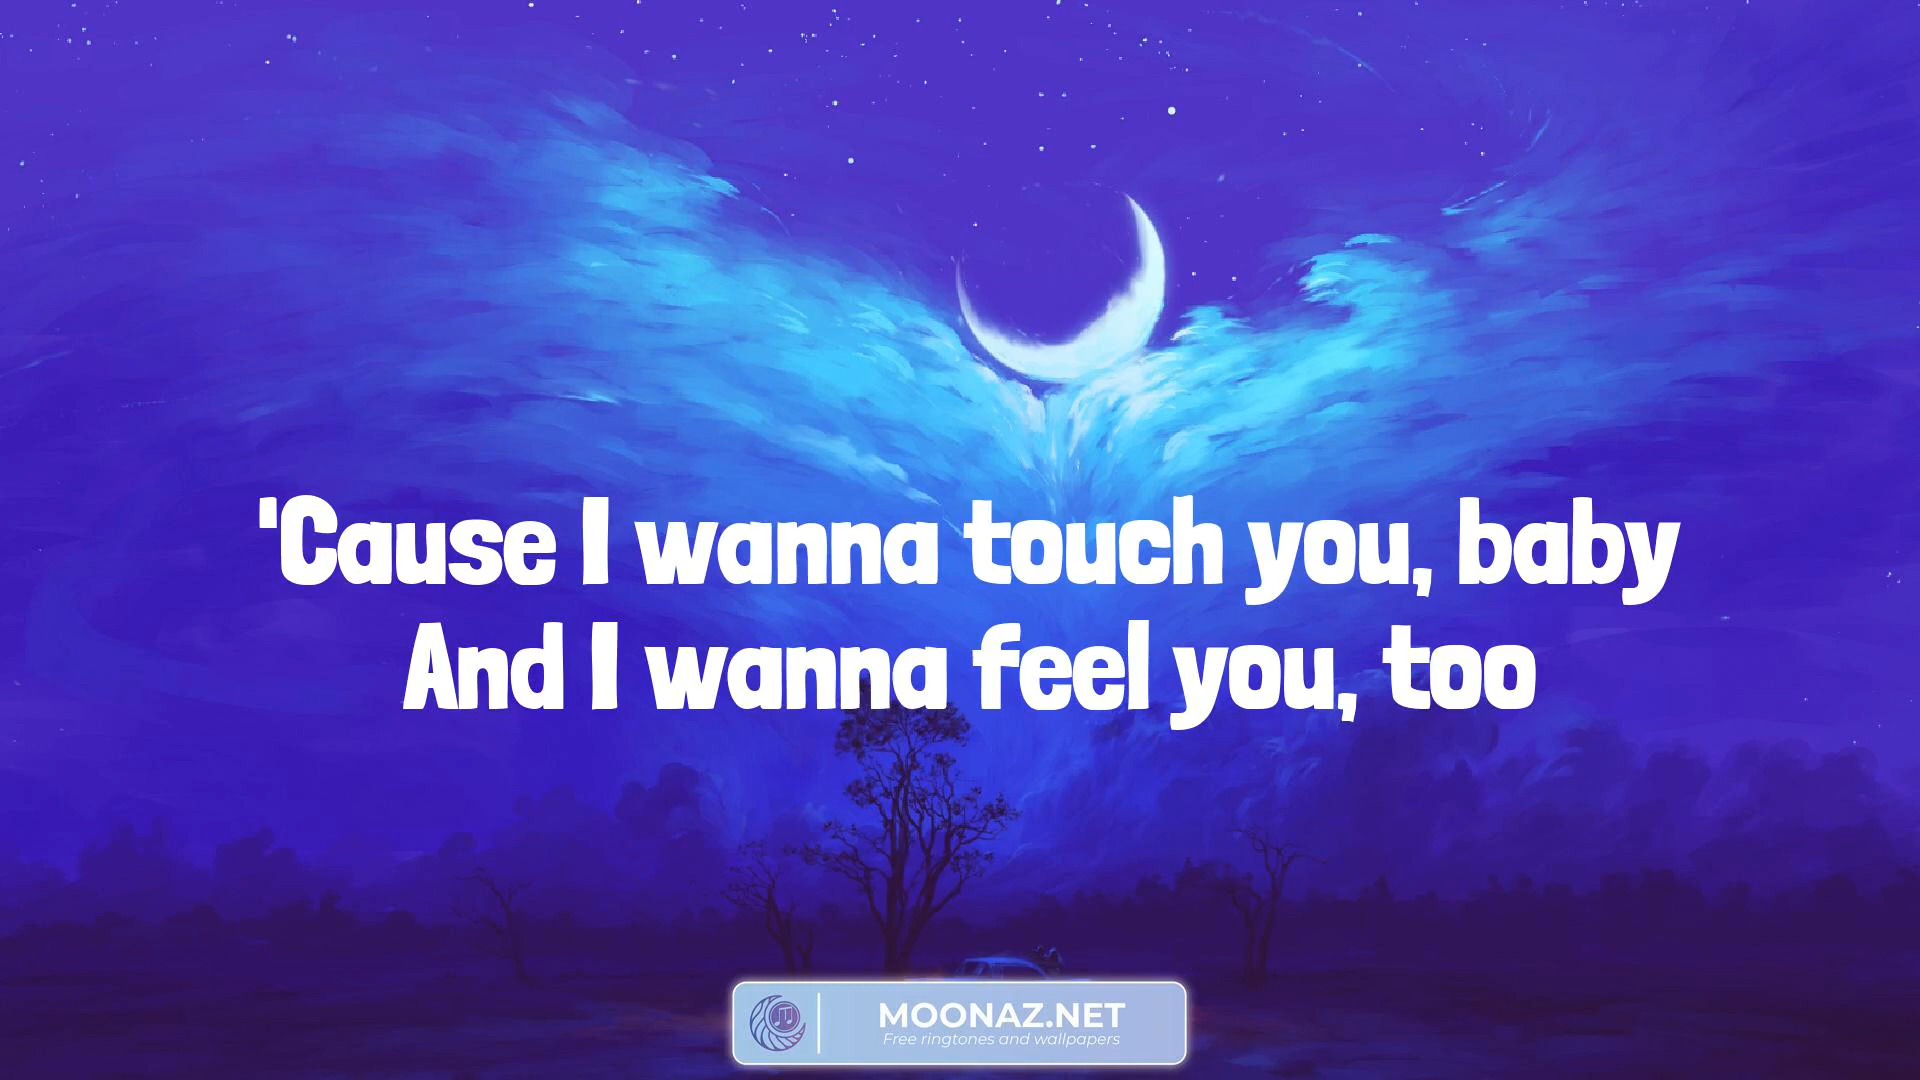 'Cause I wanna touch you, baby
And I wanna feel you, too
MOONAZ.NET
Free ringtones and wallpapers